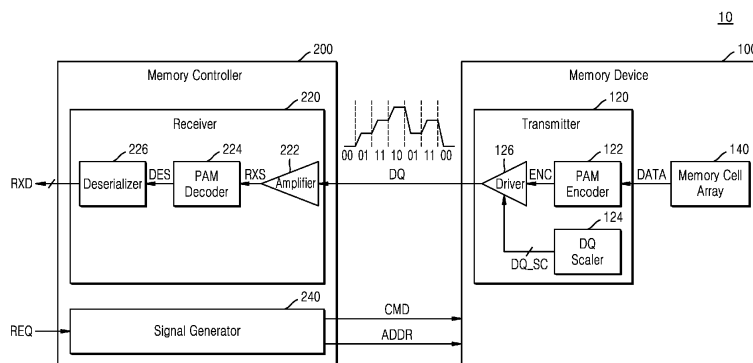 10
200
Memory Controller
220
Receiver
226
Deserializer
DES
224
PAM
Decoder
RXS
222
Amplifier
RXD
00 01 11 10 01 11 00
DQ
100
Memory Device
120
Transmitter
126
Driver
ENC
122
PAM
Encoder
DATA
140
Memory Cell
Array
124
DQ
Scaler
DQ_SC
240
REQ
Signal Generator
CMD
ADDR